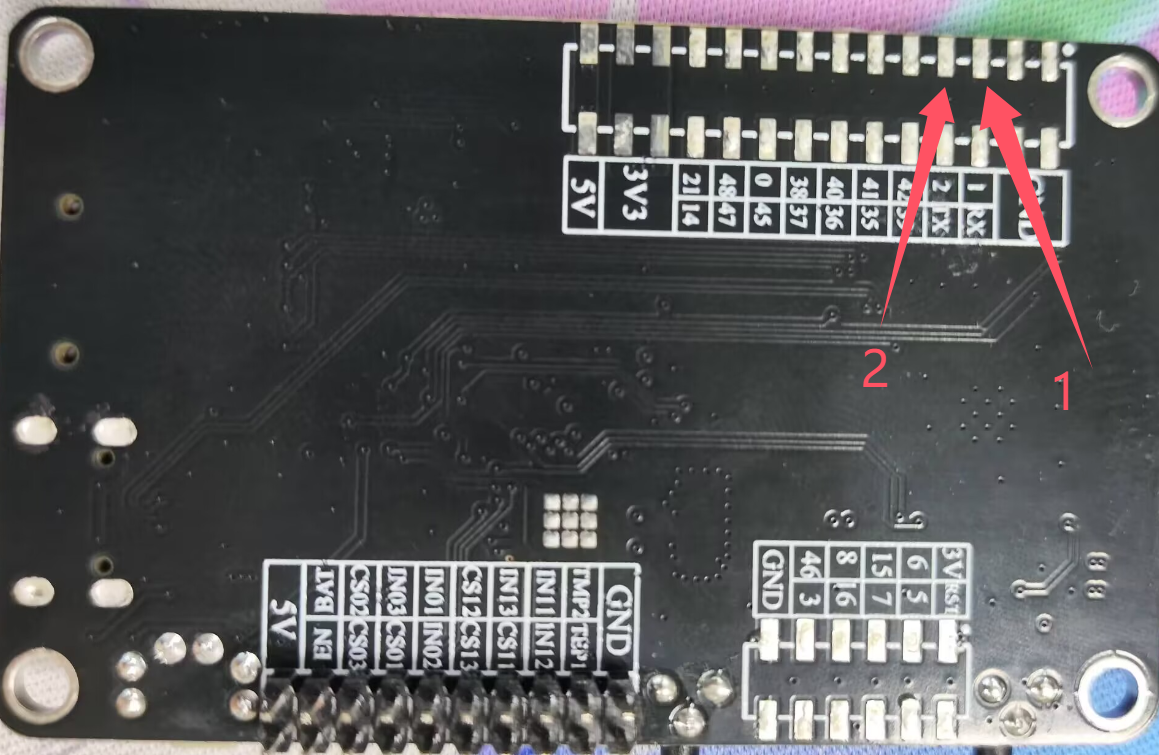 5V
3V3
21 14
48 47
0 45
38 37
40 36
41 35
42
2 TX
1 RX
GND
2
1
5V
BAT EN
CS02 CS03
IN03 CS01
IN01 IN02
CS12 CS13
IN13 CS11
IN11 IN12
TMP2 TEP1
GND
GND
46 3
8 16
15 7
6 5
3V RST